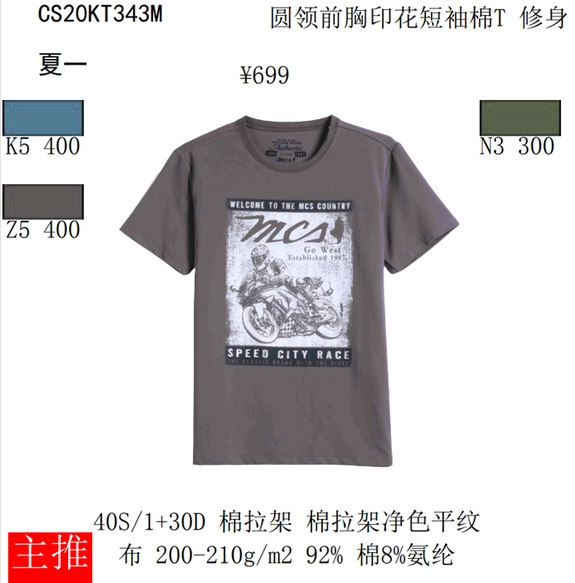 CS20KT343M
圆领前胸印花短袖棉T 修身
夏一
¥699
K5 400
N3 300
Z5 400
WELCOME TO THE MCS COUNTRY
mcs
Go West
Established 1987
SPEED CITY RACE
40S/1+30D 棉拉架 棉拉架净色平纹
布 200-210g/m2 92% 棉8%氨纶
主推